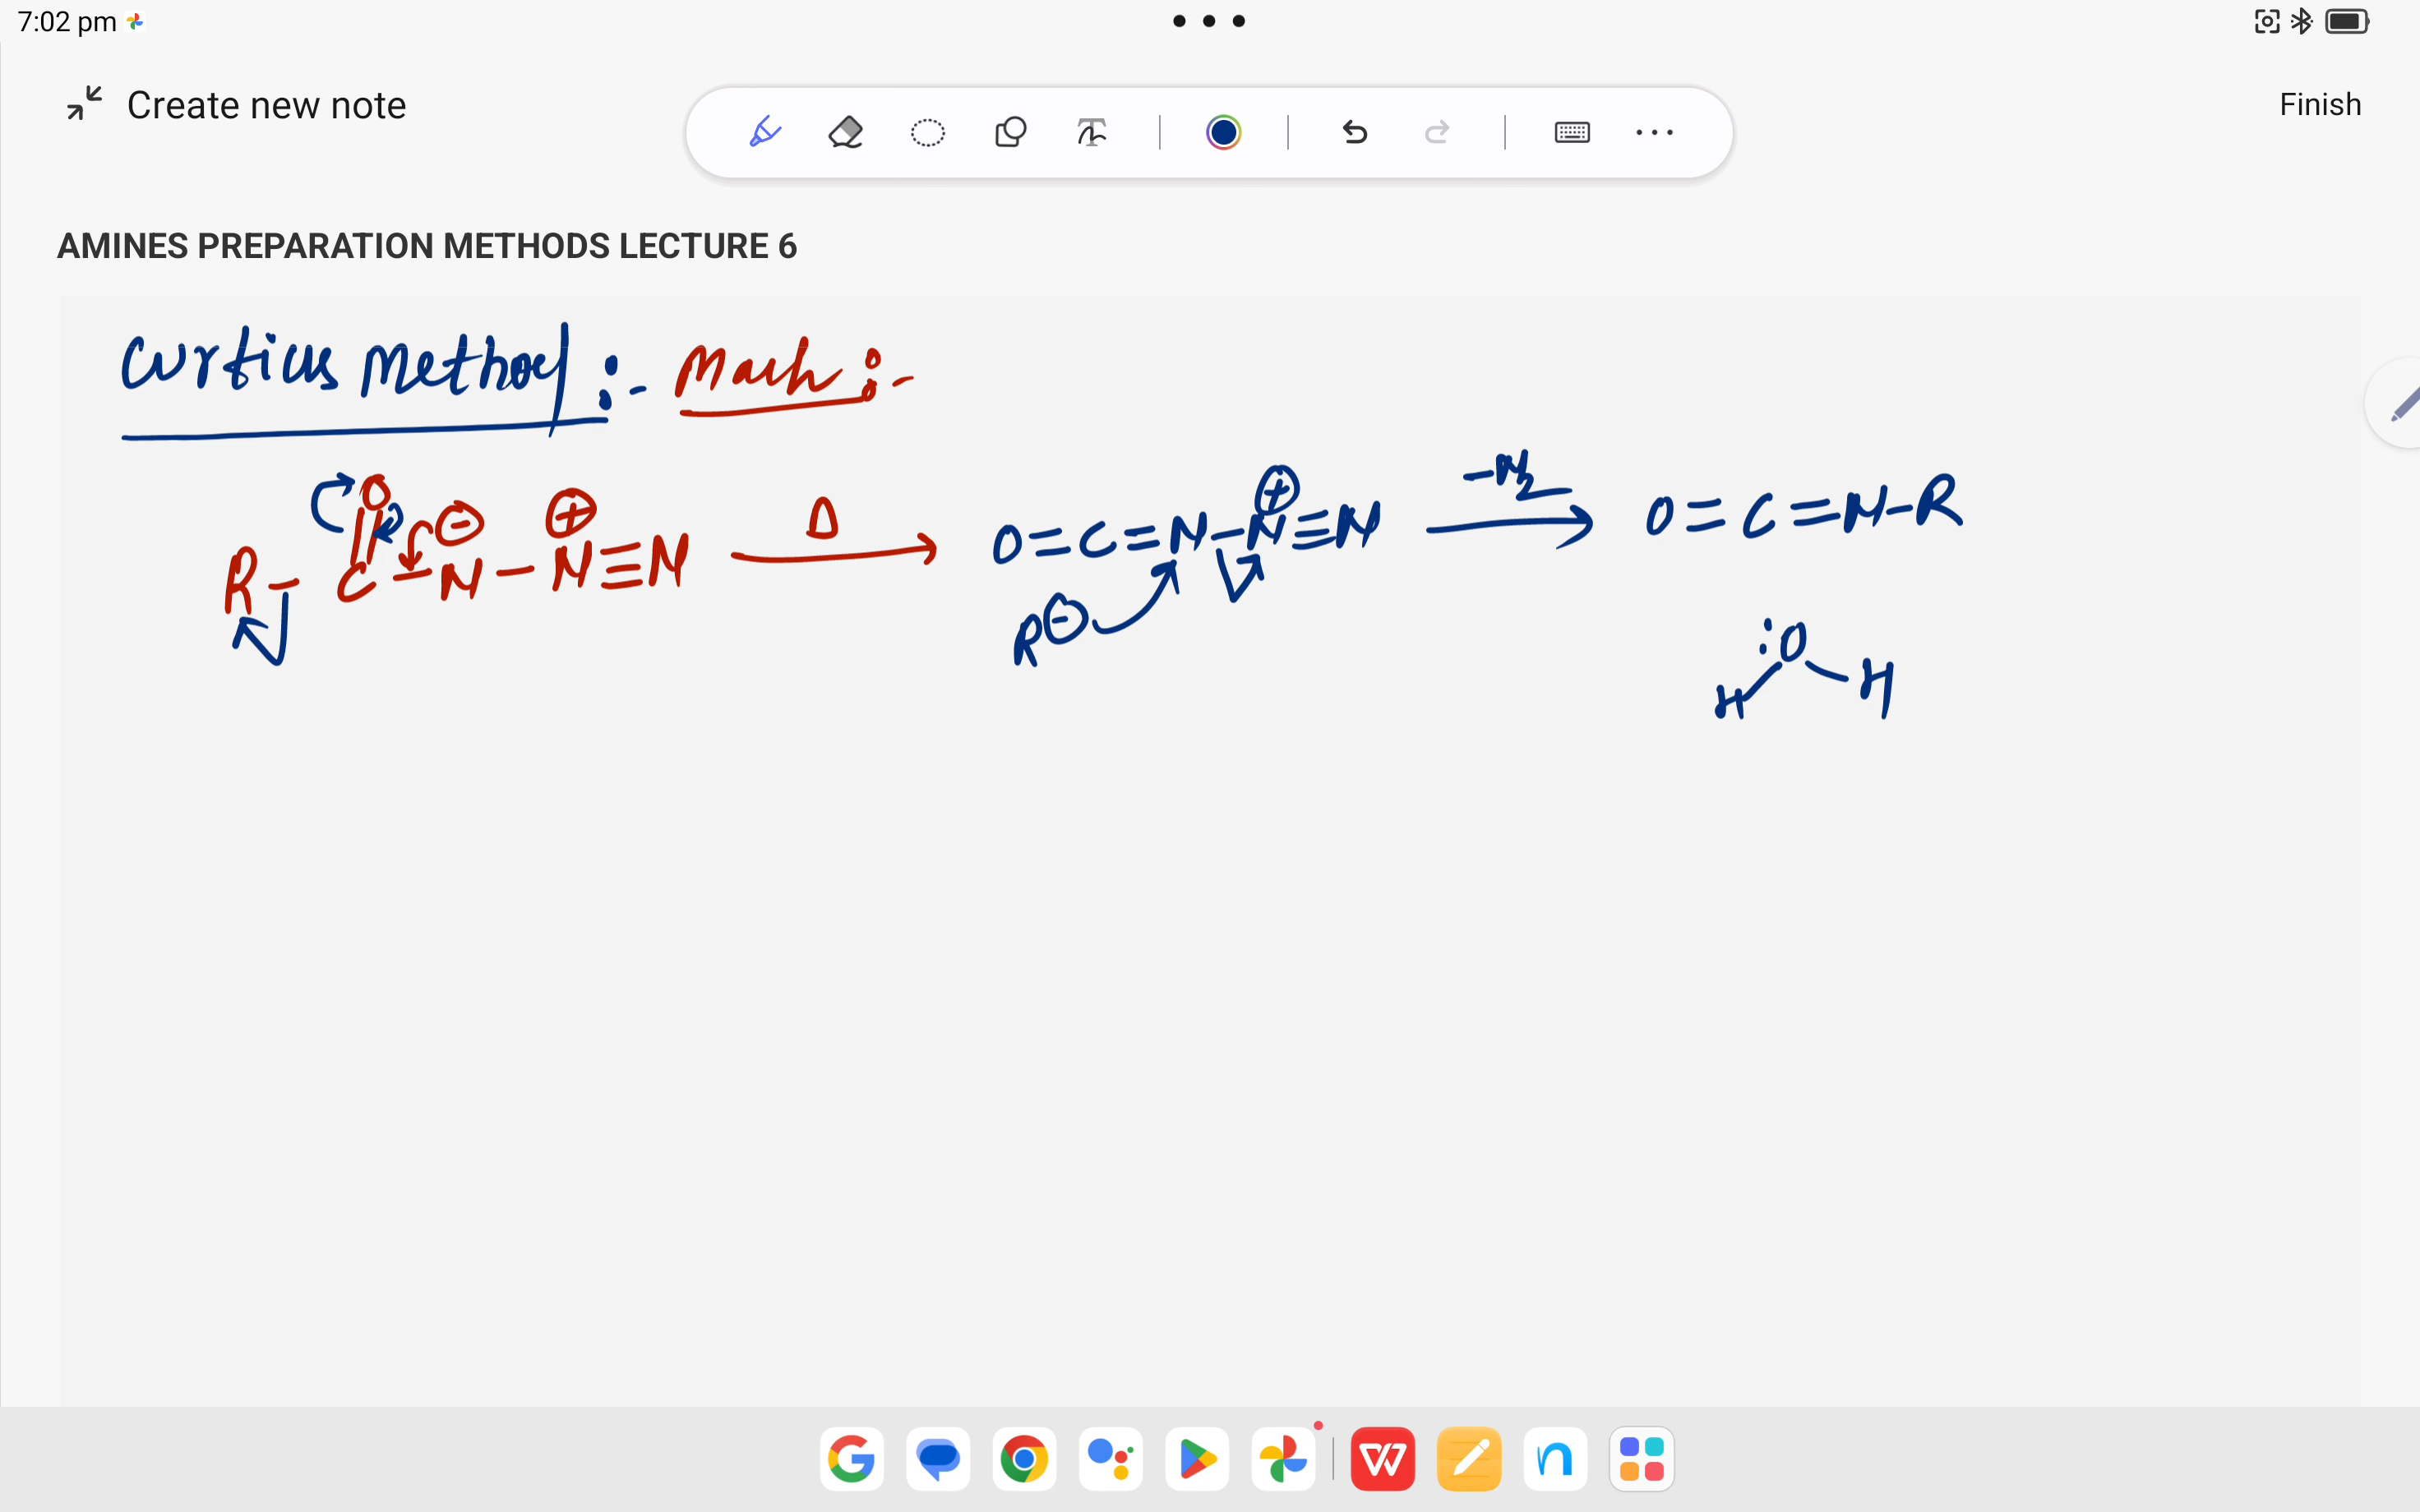 7:02 pm
Create new note
Finish
AMINES PREPARATION METHODS LECTURE 6
Curtius Method :- Mech :-
R-C(=O)-N⊖-N⊕≡N Δ→ O=C=N-N⊕≡N -N₂→ O=C=N-R
R⊖
H-Ö-H